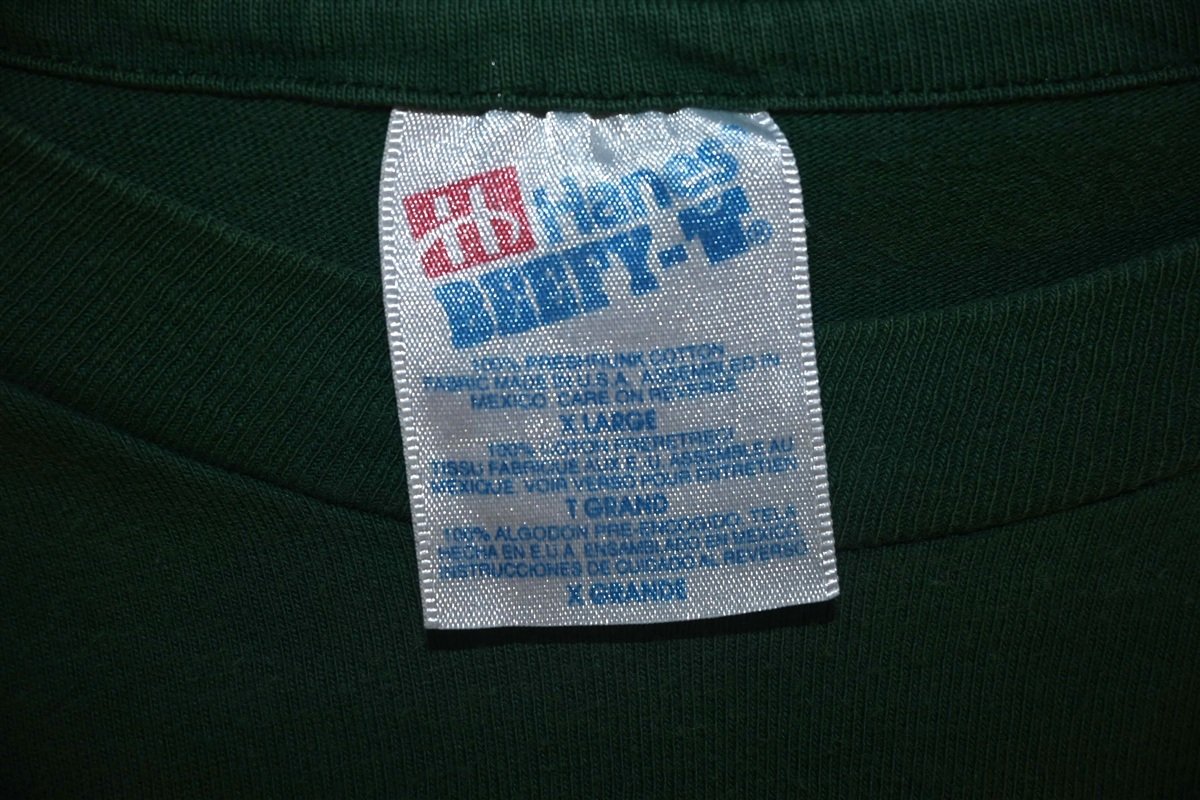 Hb Hanes
BEEFY-T®
100% PRESHRUNK COTTON
FABRIC MADE IN U.S.A., ASSEMBLED IN
MEXICO. CARE ON REVERSE
X LARGE
100% COTON PRERETRECI
TISSU FABRIQUE AUX E.U. ASSEMBLE AU
MEXIQUE. VOIR VERSO POUR ENTRETIEN
T GRAND
100% ALGODON PRE-ENCOGIDO, TELA
HECHA EN E.U.A. ENSAMBLADO EN MEXICO
INSTRUCCIONES DE CUIDADO AL REVERSO
X GRANDE